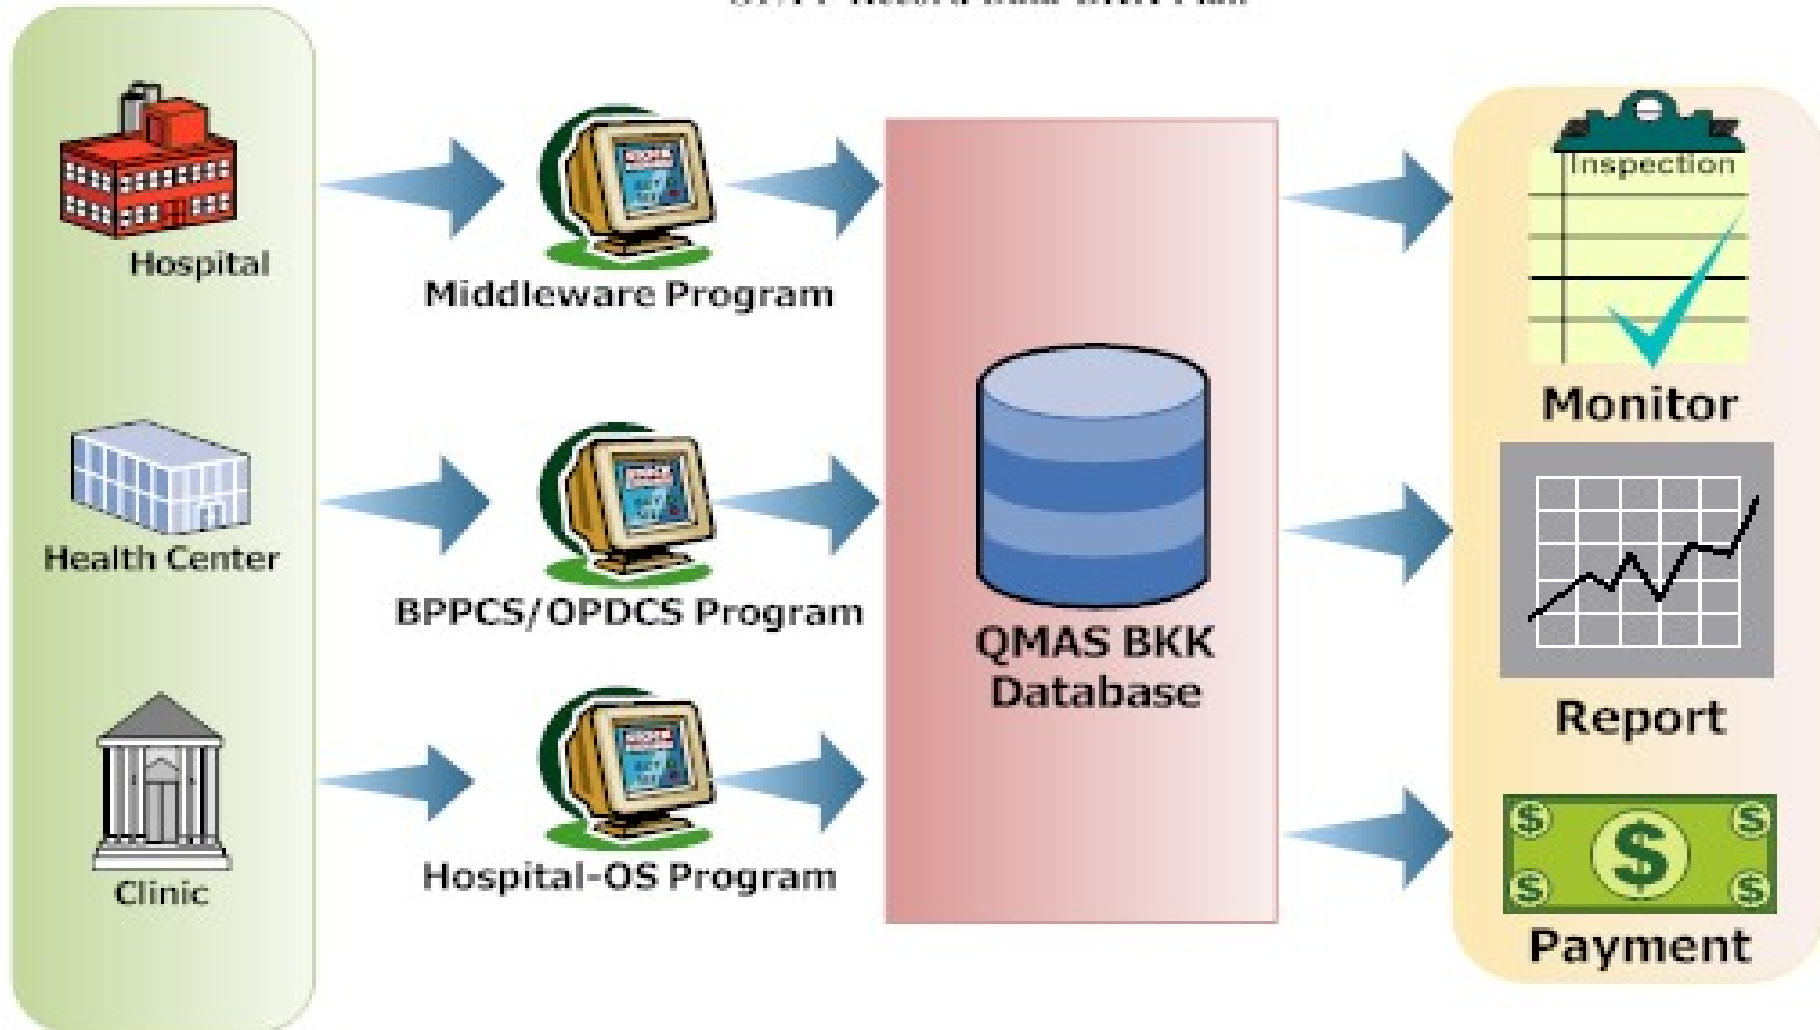 Hospital
Middleware Program
Inspection
Monitor
Health Center
BPPCS/OPDCS Program
QMAS BKK
Database
Report
Clinic
Hospital-OS Program
Payment